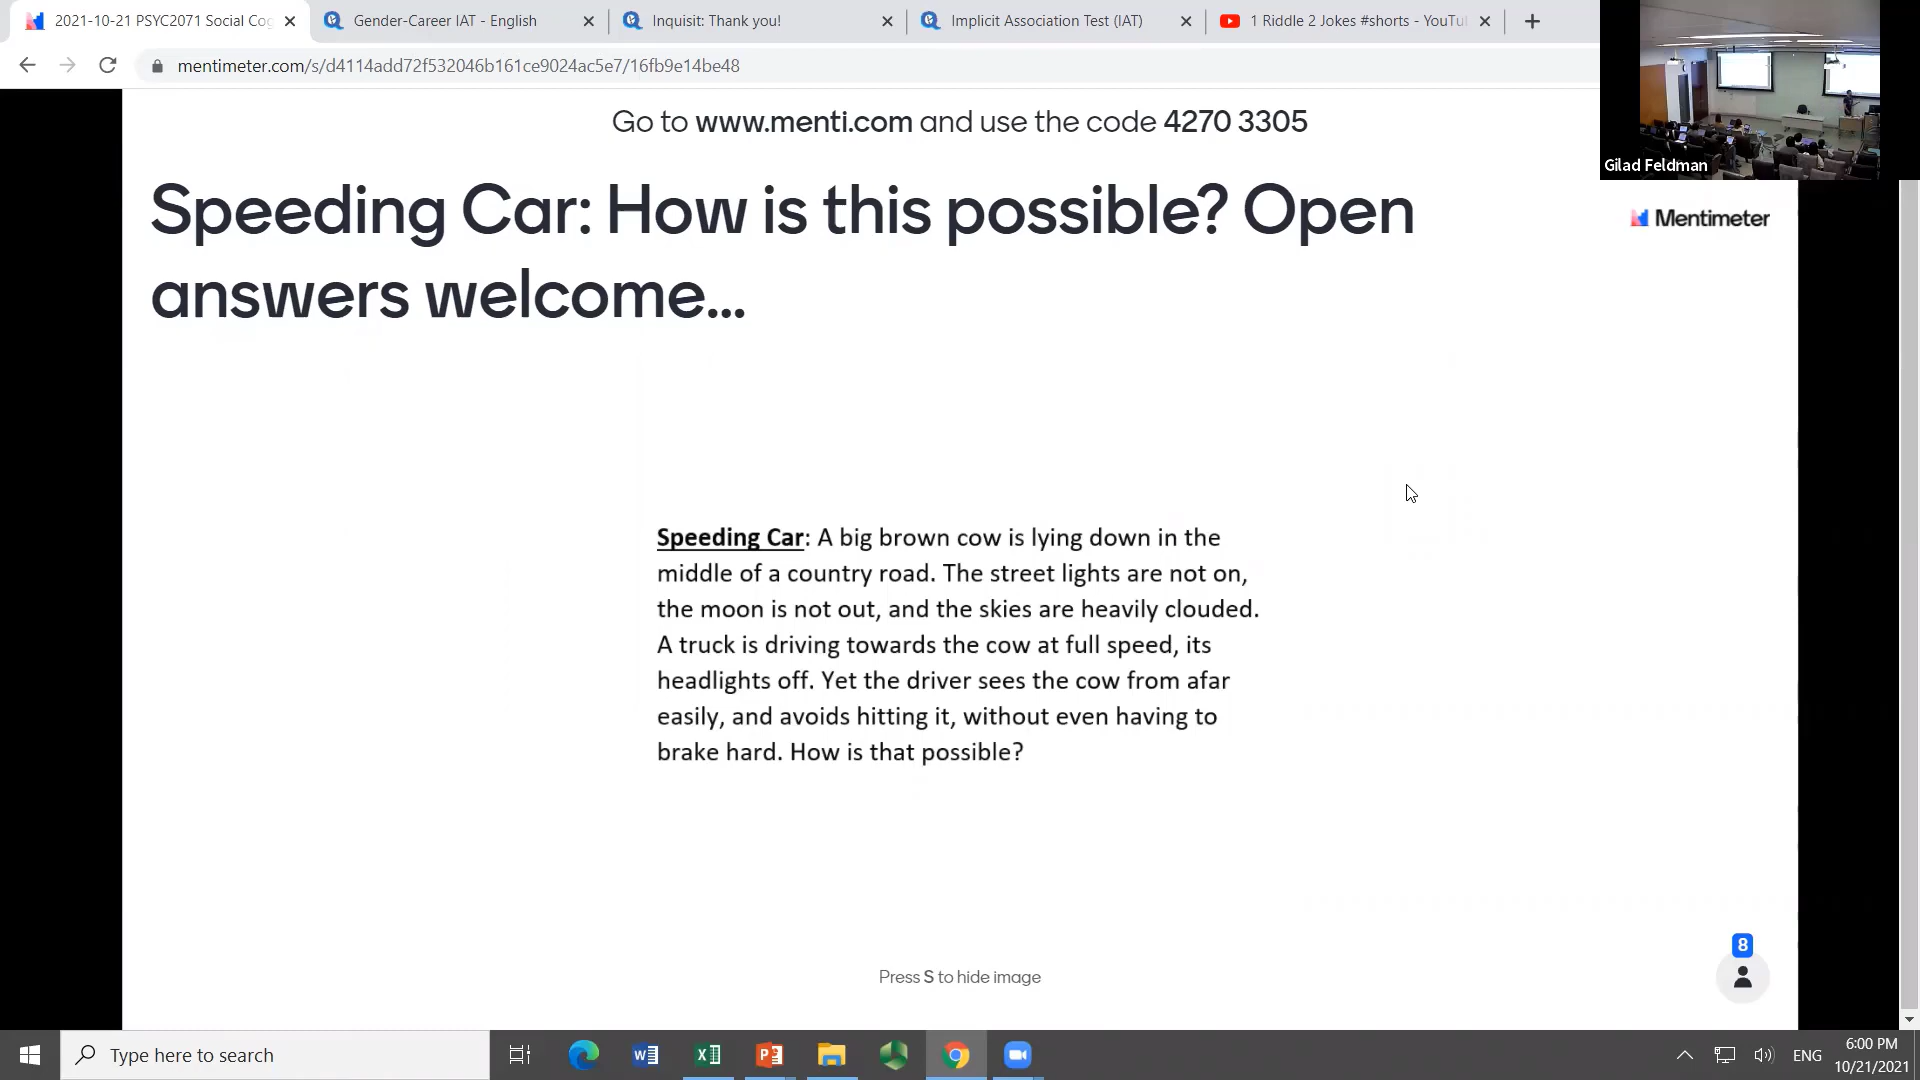 2021-10-21 PSYC2071 Social Cog
Gender-Career IAT - English
Inquisit: Thank you!
Implicit Association Test (IAT)
1 Riddle 2 Jokes #shorts - YouTu
mentimeter.com/s/d4114add72f532046b161ce9024ac5e7/16fb9e14be48
Gilad Feldman
Go to www.menti.com and use the code 4270 3305
Speeding Car: How is this possible? Open
answers welcome...
Mentimeter
Speeding Car: A big brown cow is lying down in the
middle of a country road. The street lights are not on,
the moon is not out, and the skies are heavily clouded.
A truck is driving towards the cow at full speed, its
headlights off. Yet the driver sees the cow from afar
easily, and avoids hitting it, without even having to
brake hard. How is that possible?
8
Press S to hide image
Type here to search
ENG
6:00 PM
10/21/2021